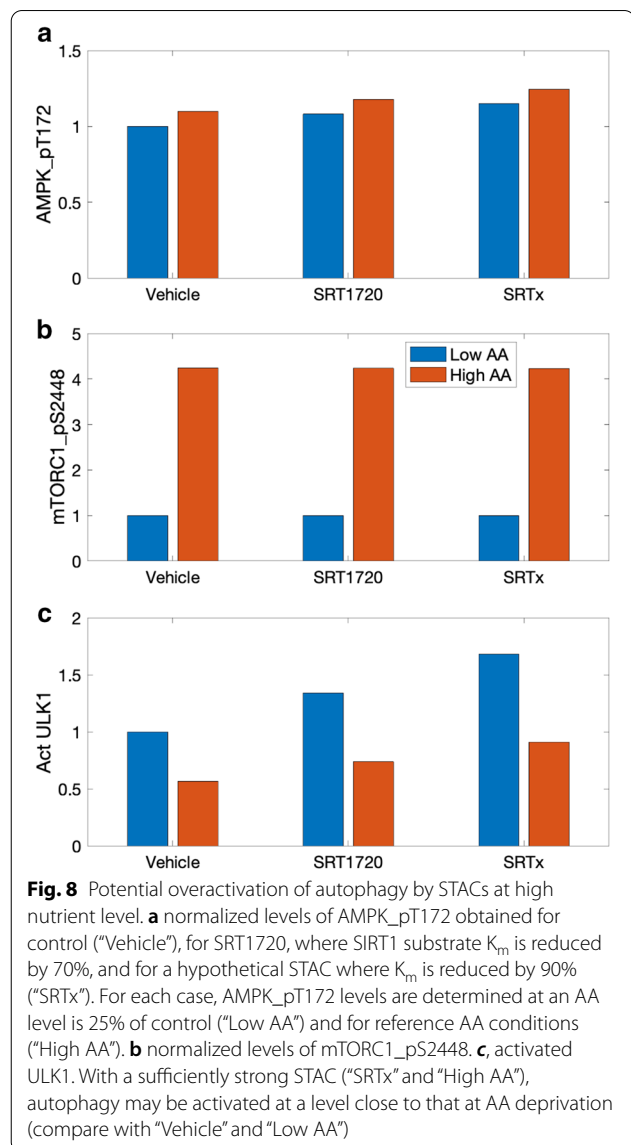 a
1.5
1
0.5
0
AMPK_pT172
Vehicle
SRT1720
SRTx
b
5
4
3
2
1
0
mTORC1_pS2448
Low AA
High AA
Vehicle
SRT1720
SRTx
c
2
1.5
1
0.5
0
Act ULK1
Vehicle
SRT1720
SRTx
Fig. 8 Potential overactivation of autophagy by STACs at high
nutrient level. a normalized levels of AMPK_pT172 obtained for
control (“Vehicle”), for SRT1720, where SIRT1 substrate Km is reduced
by 70%, and for a hypothetical STAC where Km is reduced by 90%
(“SRTx”). For each case, AMPK_pT172 levels are determined at an AA
level is 25% of control (“Low AA”) and for reference AA conditions
(“High AA”). b normalized levels of mTORC1_pS2448. c, activated
ULK1. With a sufficiently strong STAC (“SRTx” and “High AA”),
autophagy may be activated at a level close to that at AA deprivation
(compare with “Vehicle” and “Low AA”)